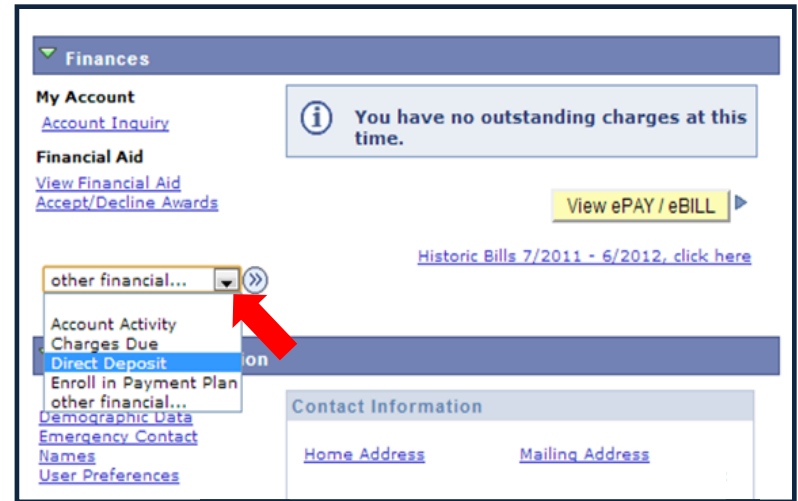 Finances
My Account
Account Inquiry
You have no outstanding charges at this
time.
Financial Aid
View Financial Aid
Accept/Decline Awards
View ePAY / eBILL
Historic Bills 7/2011 - 6/2012, click here
other financial...
Account Activity
Charges Due
Direct Deposit
Enroll in Payment Plan
other financial...
ion
Demographic Data
Emergency Contact
Names
User Preferences
Contact Information
Home Address
Mailing Address